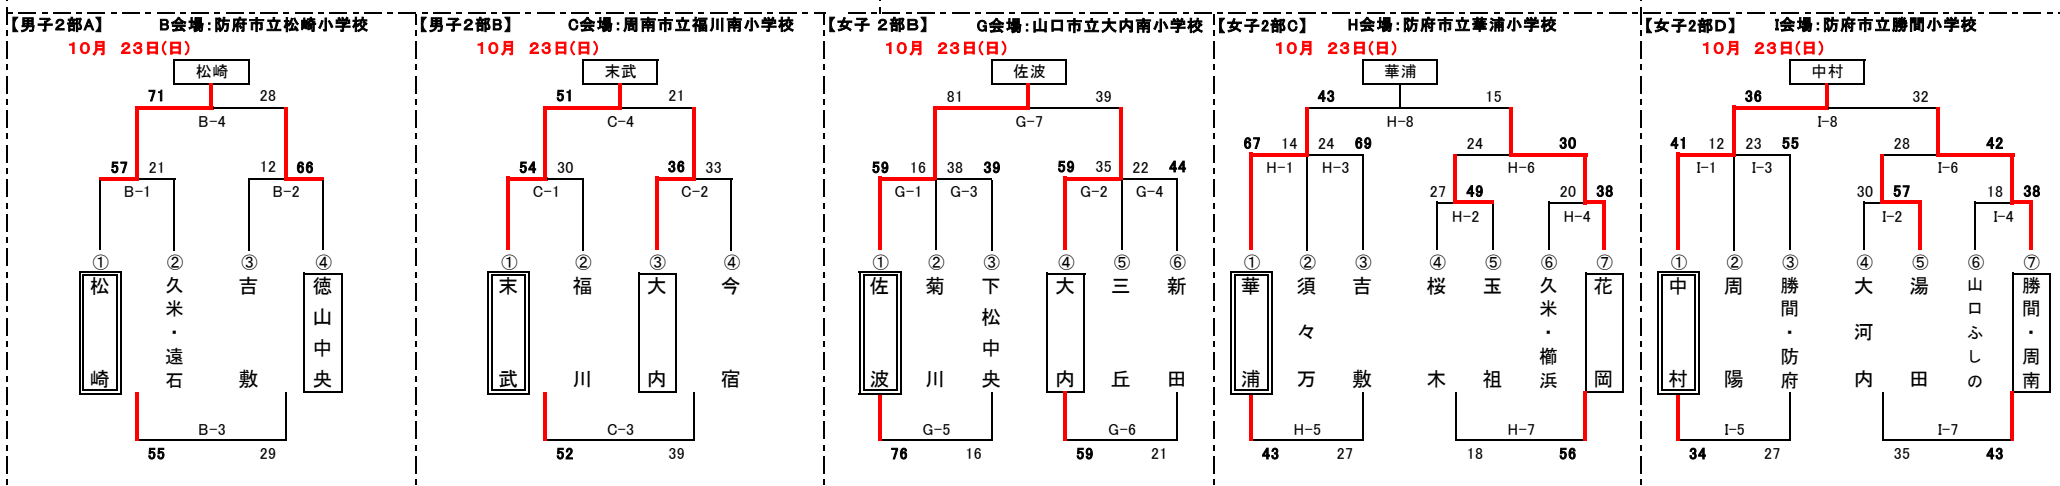 【男子2部A】 B会場:防府市立松崎小学校
10月 23日(日)
松崎
71 28
B-4
57 21 12 66
B-1 B-2
① ② ③ ④
松崎 久米・遠石 吉敷 徳山中央
B-3
55 29
【男子2部B】 C会場:周南市立福川南小学校
10月 23日(日)
末武
51 21
C-4
54 30 36 33
C-1 C-2
① ② ③ ④
末武 福川 大内 今宿
C-3
52 39
【女子 2部B】 G会場:山口市立大内南小学校
10月 23日(日)
佐波
81 39
G-7
59 16 38 39 59 35 22 44
G-1 G-3 G-2 G-4
① ② ③ ④ ⑤ ⑥
佐波 菊川 下松中央 大内 三丘 新田
G-5 G-6
76 16 59 21
【女子2部C】 H会場:防府市立華浦小学校
10月 23日(日)
華浦
43 15
H-8
67 14 24 69 24 30
H-1 H-3 H-6
27 49 20 38
H-2 H-4
① ② ③ ④ ⑤ ⑥ ⑦
華浦 須々万 吉敷 桜木 玉祖 久米・櫛浜 花岡
H-5 H-7
43 27 18 56
【女子2部D】 I会場:防府市立勝間小学校
10月 23日(日)
中村
36 32
I-8
41 12 23 55 28 42
I-1 I-3 I-6
30 57 18 38
I-2 I-4
① ② ③ ④ ⑤ ⑥ ⑦
中村 周陽 勝間・防府 大河内 湯田 山口ふしの 勝間・周南
I-5 I-7
34 27 35 43